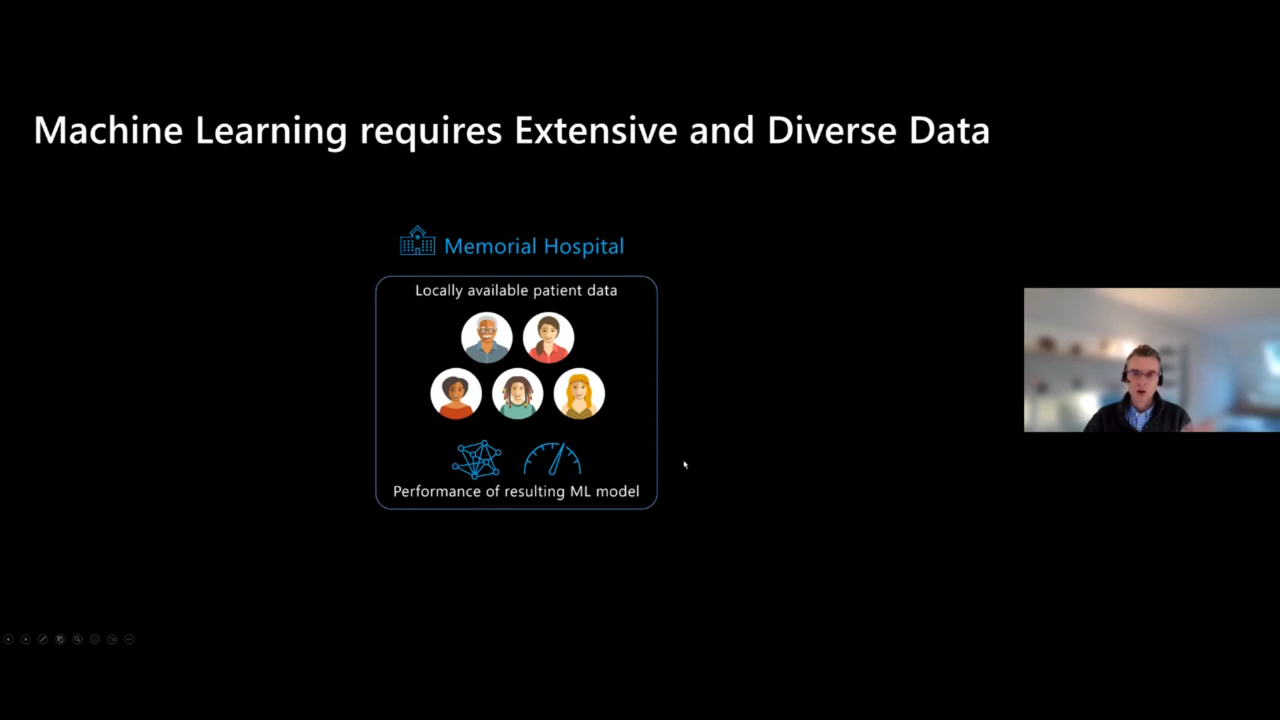 Machine Learning requires Extensive and Diverse Data
Memorial Hospital
Locally available patient data
Performance of resulting ML model